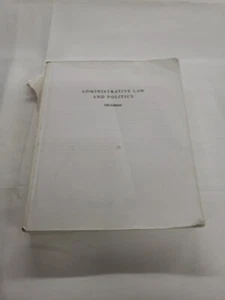 ADMINISTRATIVE LAW
AND POLITICS